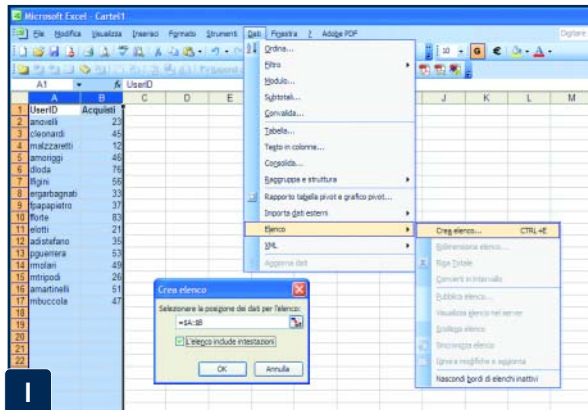 Microsoft Excel - Cartel1
File Modifica Visualizza Inserisci Formato Strumenti Dati Finestra ? Adobe PDF
Digitare
10 G €
A1 UserID
A B C D E J K L M
1 UserID Acquisti
2 anovelli 23
3 cleonardi 45
4 malzzaretti 12
5 amoriggi 46
6 dloda 76
7 lfigini 56
8 ergarbagnati 33
9 fpapapietro 37
10 fforte 83
11 elotti 21
12 adistefano 35
13 pguerrera 53
14 rmolari 49
15 mtripodi 26
16 amartinelli 51
17 mbuccola 47
18
19
20
21
22
Ordina...
Filtro
Modulo...
Subtotali...
Convalida...
Tabella...
Testo in colonne...
Consolida...
Raggruppa e struttura
Rapporto tabella pivot e grafico pivot...
Importa dati esterni
Elenco
XML
Aggiorna dati
Crea elenco... CTRL+E
Ridimensiona elenco...
Riga Totale
Converti in intervallo
Pubblica elenco...
Visualizza elenco nel server
Scollega elenco
Sincronizza elenco
Ignora modifiche e aggiorna
Nascondi bordi di elenchi inattivi
Crea elenco
Selezionare la posizione dei dati per l'elenco:
=$A:$B
L'elenco include intestazioni
OK Annulla
I